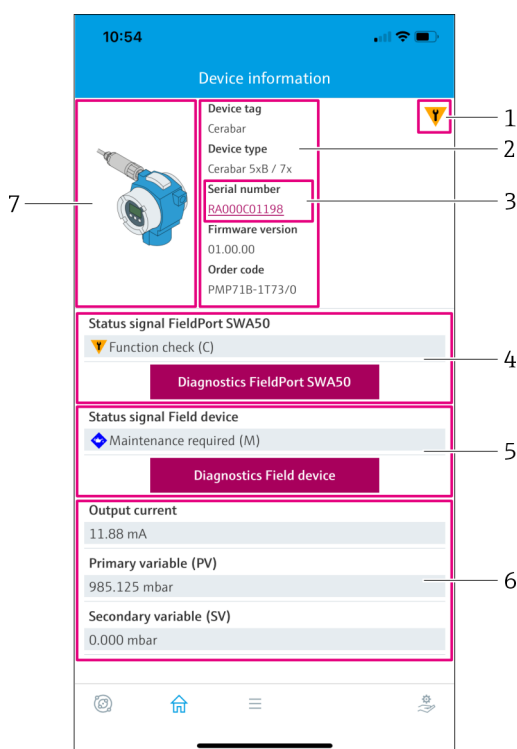 10:54
Device information
Device tag
Cerabar
Device type
Cerabar 5xB / 7x
Serial number
RA000C01198
Firmware version
01.00.00
Order code
PMP71B-1T73/0
1
2
3
7
Status signal FieldPort SWA50
Function check (C)
Diagnostics FieldPort SWA50
4
Status signal Field device
Maintenance required (M)
Diagnostics Field device
5
Output current
11.88 mA
Primary variable (PV)
985.125 mbar
Secondary variable (SV)
0.000 mbar
6